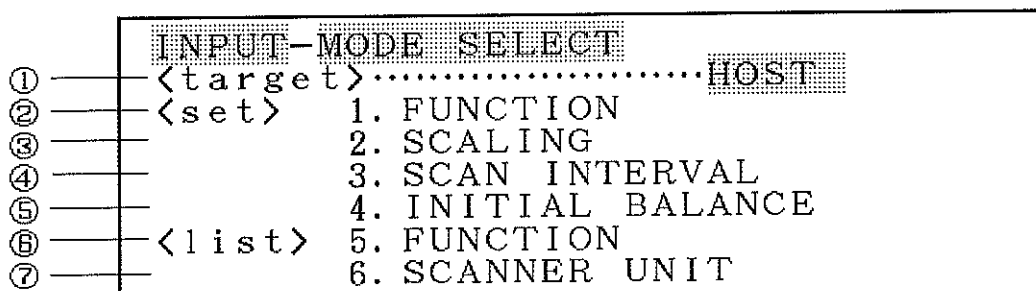 INPUT-MODE SELECT
① <target>······················HOST
② <set> 1. FUNCTION
③ 2. SCALING
④ 3. SCAN INTERVAL
⑤ 4. INITIAL BALANCE
⑥ <list> 5. FUNCTION
⑦ 6. SCANNER UNIT